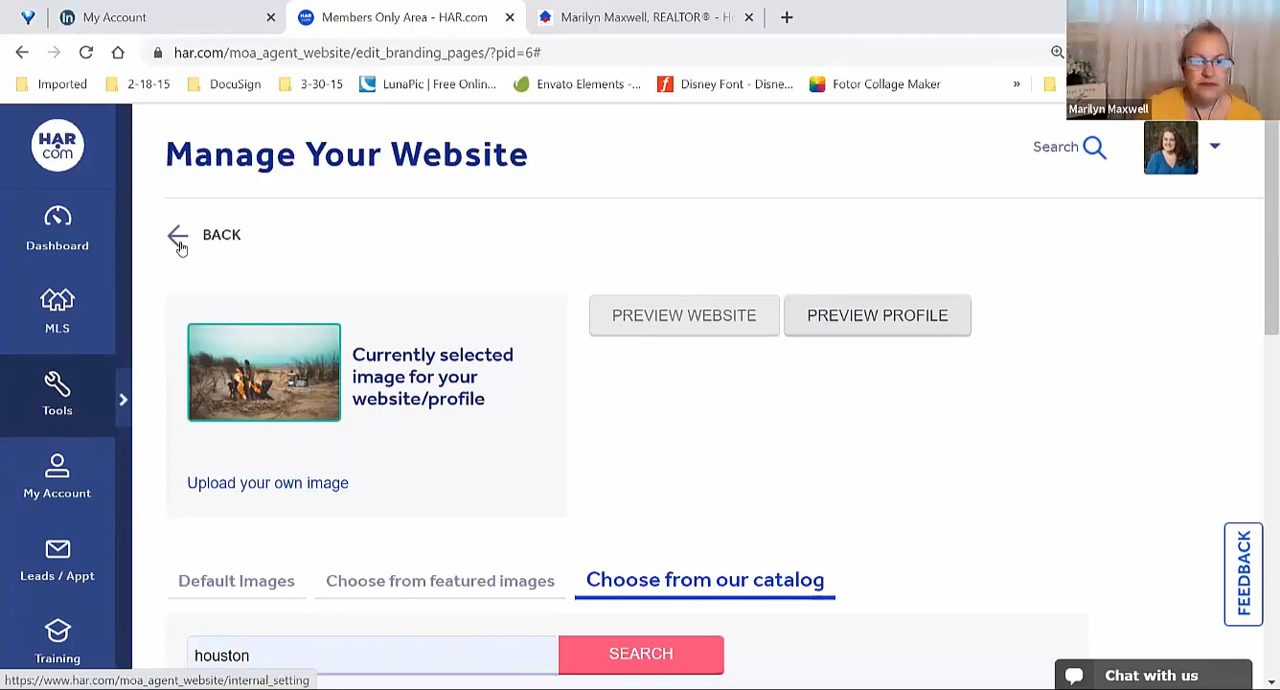 My Account
Members Only Area - HAR.com
Marilyn Maxwell, REALTOR® - H
har.com/moa_agent_website/edit_branding_pages/?pid=6#
Imported
2-18-15
DocuSign
3-30-15
LunaPic | Free Onlin...
Envato Elements -...
Disney Font - Disne...
Fotor Collage Maker
»
Marilyn Maxwell
HAR
com
Manage Your Website
Search
Dashboard
BACK
MLS
PREVIEW WEBSITE
PREVIEW PROFILE
Currently selected
image for your
website/profile
Tools
Upload your own image
My Account
FEEDBACK
Leads / Appt
Default Images
Choose from featured images
Choose from our catalog
Training
houston
SEARCH
https://www.har.com/moa_agent_website/internal_setting
Chat with us